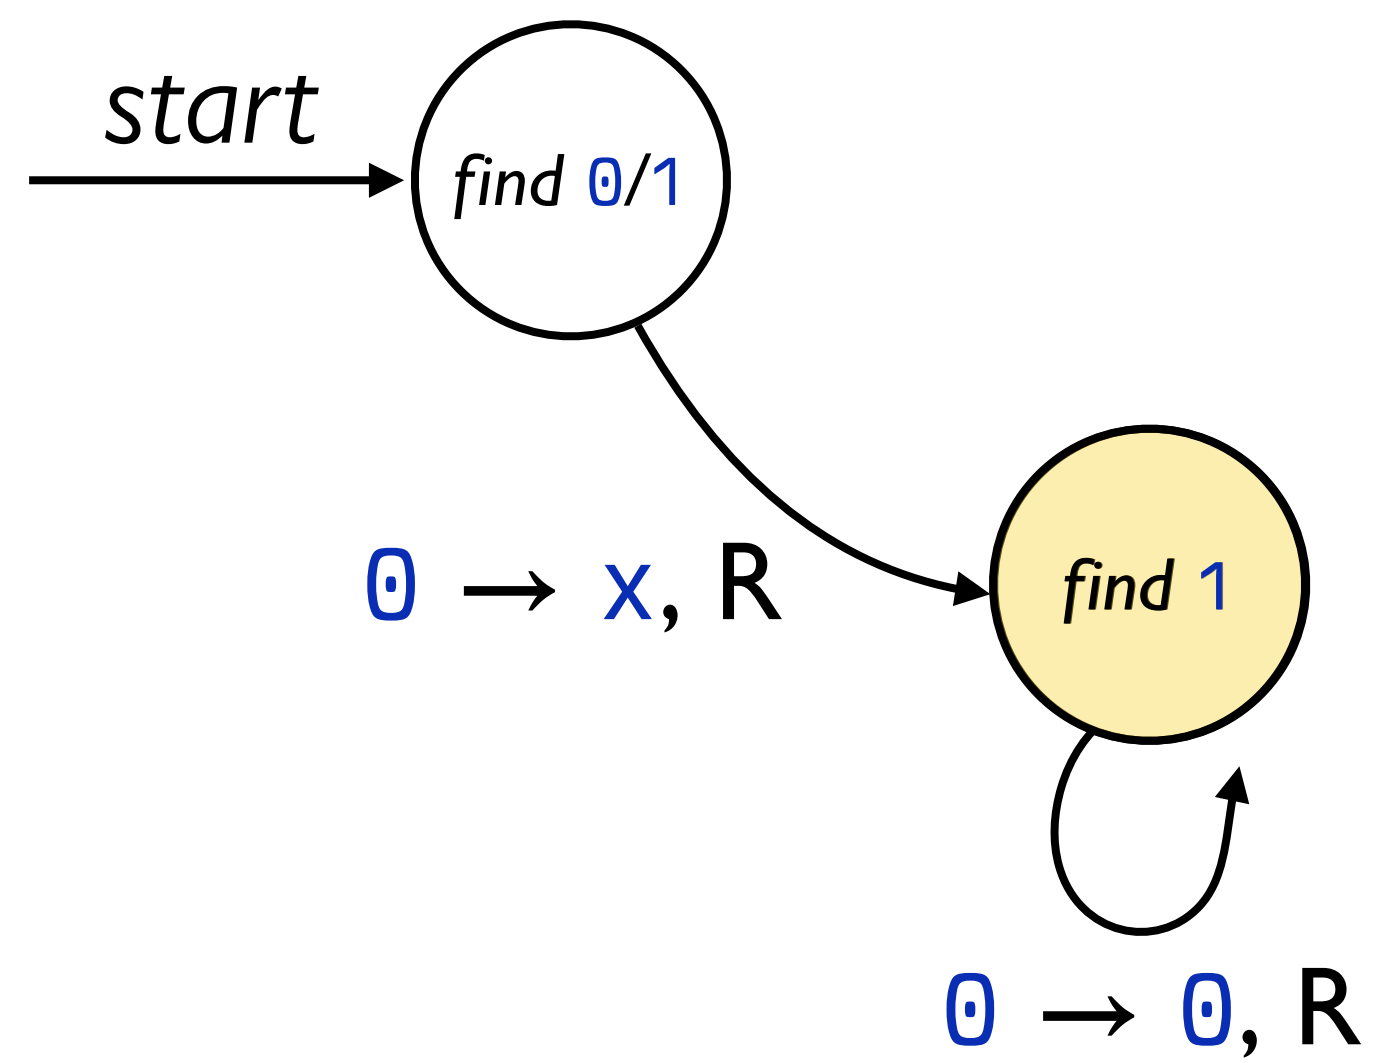 start
find 0/1
0 → x, R
find 1
0 → 0, R